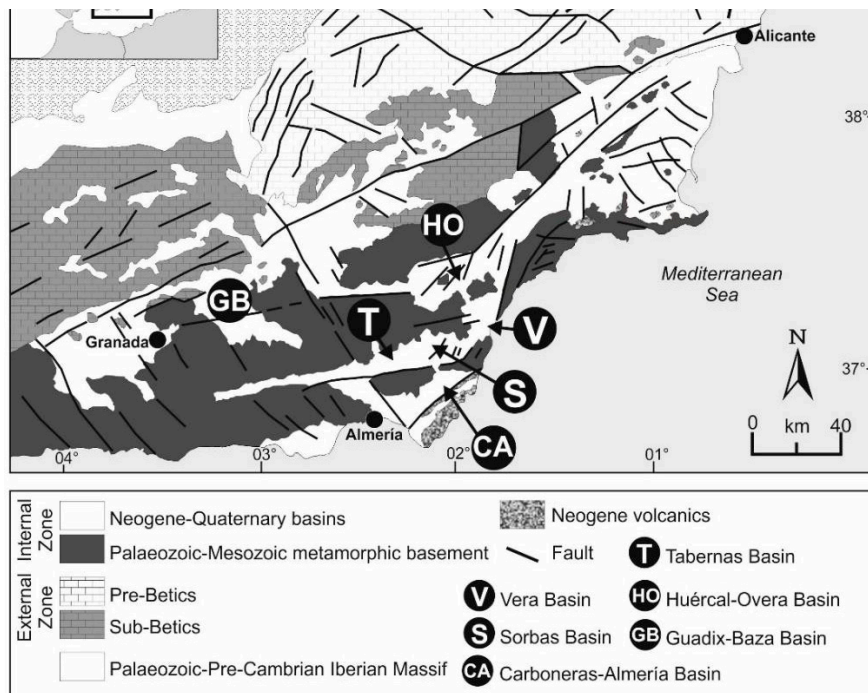 Alicante
38°
HO
Mediterranean
Sea
GB
T
V
Granada
N
S
37°
Almería
0 km 40
CA
04° 03° 02° 01°
Internal Zone
Neogene-Quaternary basins
Palaeozoic-Mesozoic metamorphic basement
External Zone
Pre-Betics
Sub-Betics
Palaeozoic-Pre-Cambrian Iberian Massif
Neogene volcanics
Fault
T Tabernas Basin
V Vera Basin
HO Huércal-Overa Basin
S Sorbas Basin
GB Guadix-Baza Basin
CA Carboneras-Almería Basin